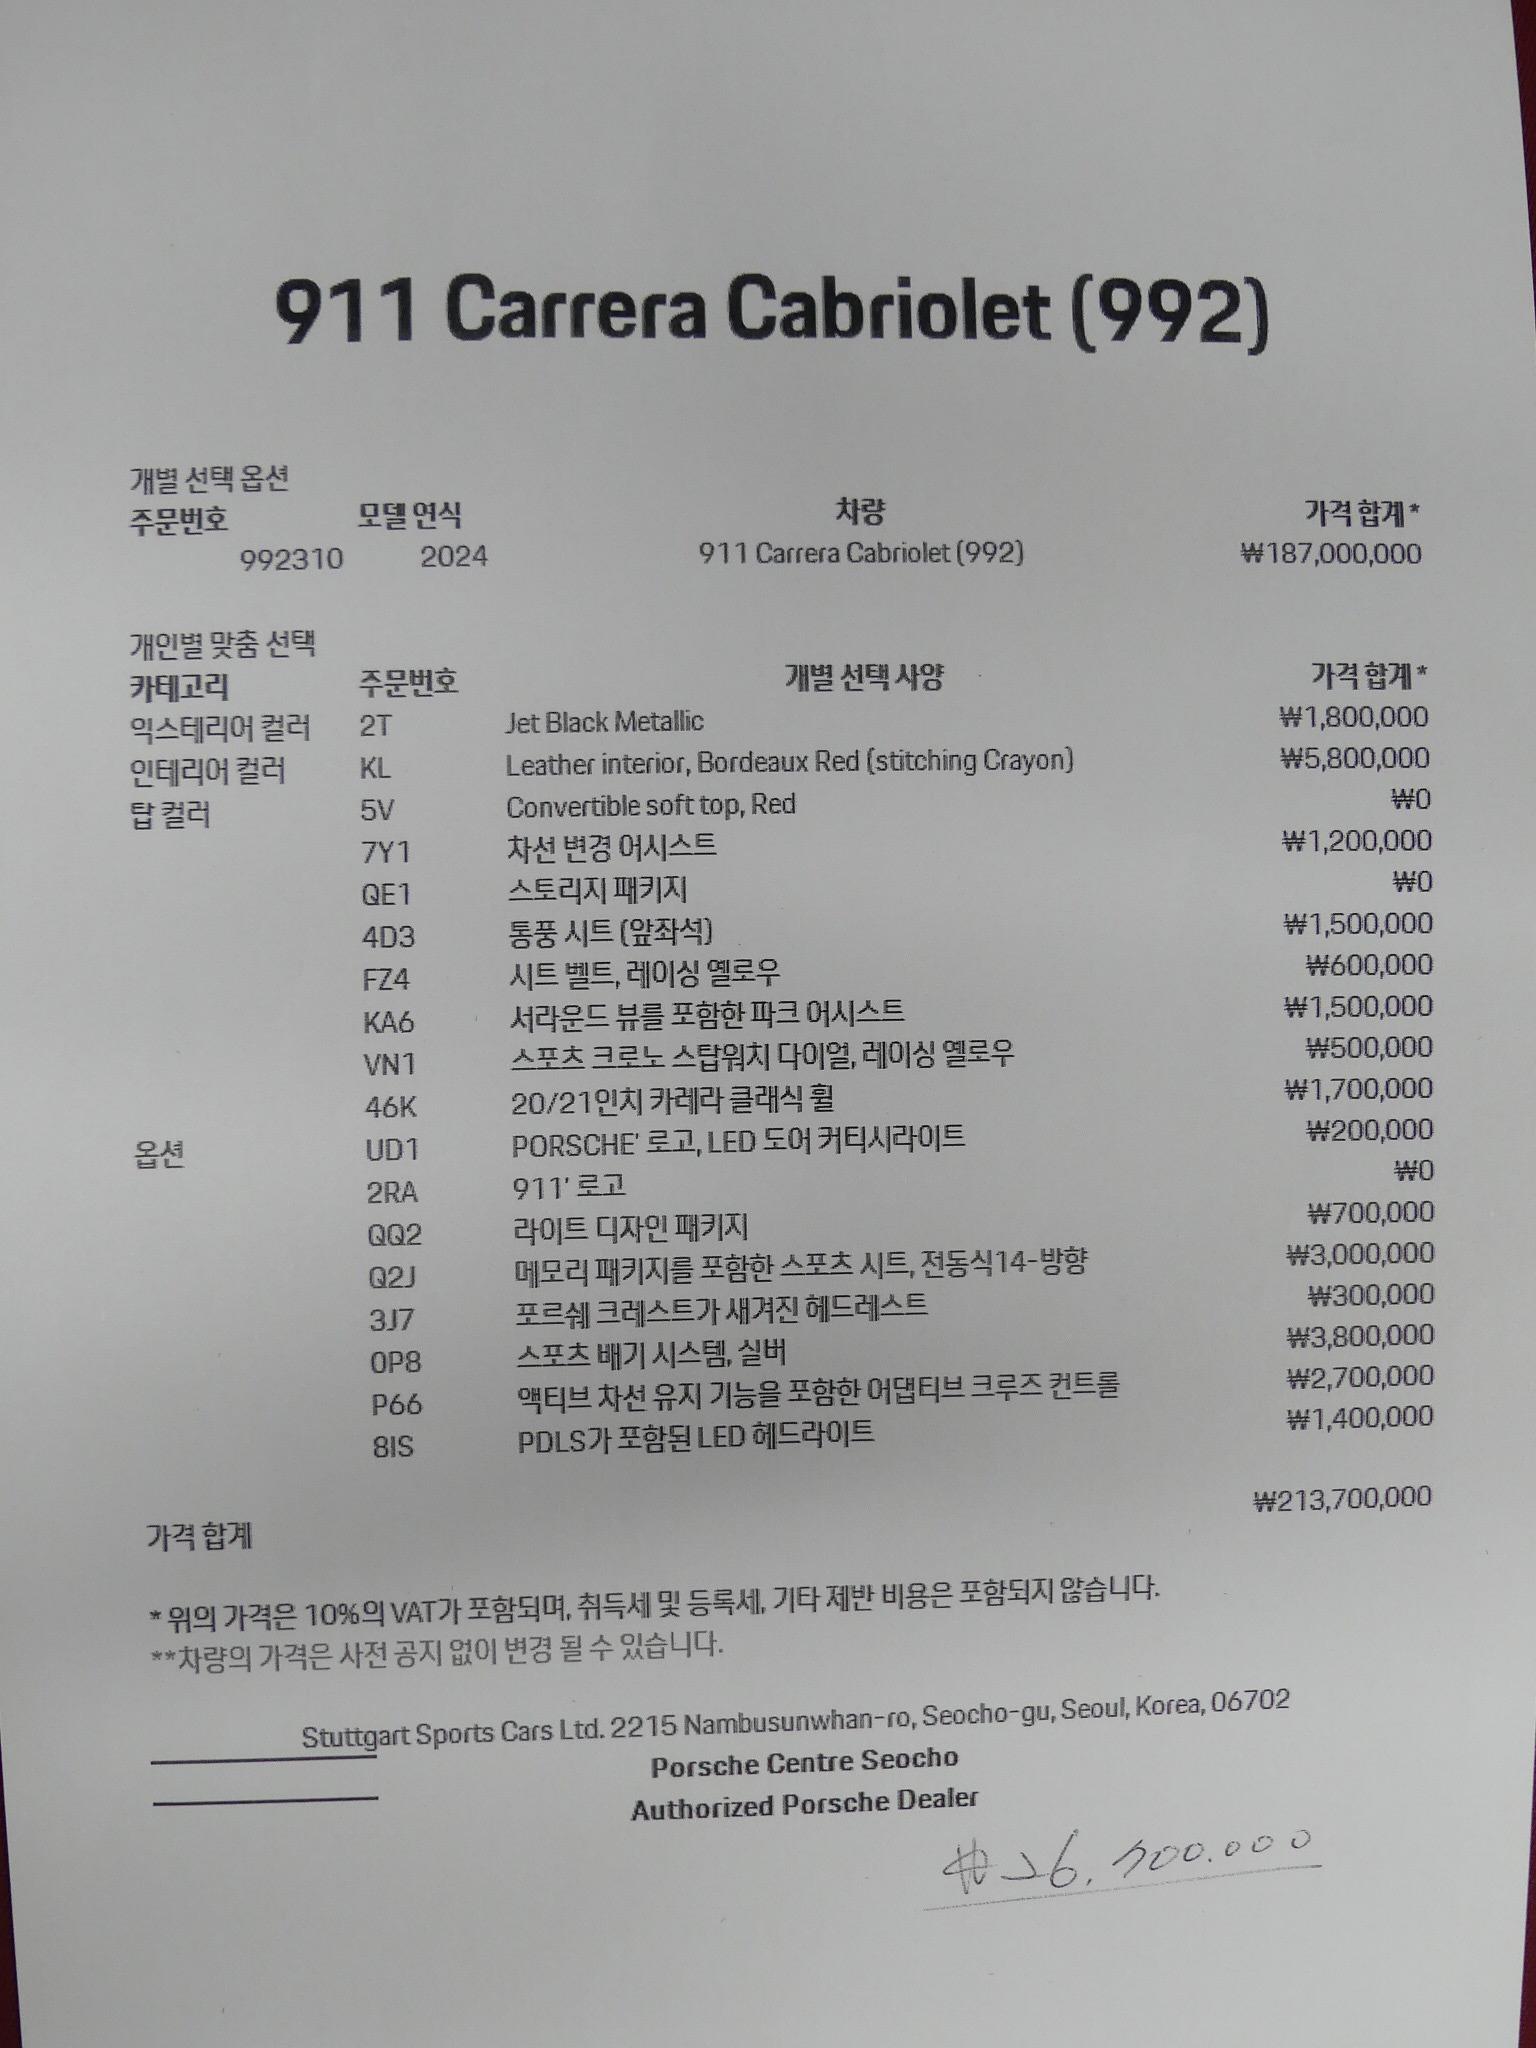 911 Carrera Cabriolet (992)
개별 선택 옵션
주문번호 모델 연식 차량 가격 합계*
992310 2024 911 Carrera Cabriolet (992) ₩187,000,000
개인별 맞춤 선택
카테고리 주문번호 개별 선택 사양 가격 합계*
익스테리어 컬러 2T Jet Black Metallic ₩1,800,000
인테리어 컬러 KL Leather interior, Bordeaux Red (stitching Crayon) ₩5,800,000
탑 컬러 5V Convertible soft top, Red ₩0
7Y1 차선 변경 어시스트 ₩1,200,000
QE1 스토리지 패키지 ₩0
4D3 통풍 시트 (앞좌석) ₩1,500,000
FZ4 시트 벨트, 레이싱 옐로우 ₩600,000
KA6 서라운드 뷰를 포함한 파크 어시스트 ₩1,500,000
VN1 스포츠 크로노 스탑워치 다이얼, 레이싱 옐로우 ₩500,000
46K 20/21인치 카레라 클래식 휠 ₩1,700,000
옵션 UD1 PORSCHE' 로고, LED 도어 커티시라이트 ₩200,000
2RA 911' 로고 ₩0
QQ2 라이트 디자인 패키지 ₩700,000
Q2J 메모리 패키지를 포함한 스포츠 시트, 전동식14-방향 ₩3,000,000
3J7 포르쉐 크레스트가 새겨진 헤드레스트 ₩300,000
0P8 스포츠 배기 시스템, 실버 ₩3,800,000
P66 액티브 차선 유지 기능을 포함한 어댑티브 크루즈 컨트롤 ₩2,700,000
8IS PDLS가 포함된 LED 헤드라이트 ₩1,400,000
가격 합계 ₩213,700,000
* 위의 가격은 10%의 VAT가 포함되며, 취득세 및 등록세, 기타 제반 비용은 포함되지 않습니다.
**차량의 가격은 사전 공지 없이 변경 될 수 있습니다.
Stuttgart Sports Cars Ltd. 2215 Nambusunwhan-ro, Seocho-gu, Seoul, Korea, 06702
Porsche Centre Seocho
Authorized Porsche Dealer
₩26,700.000